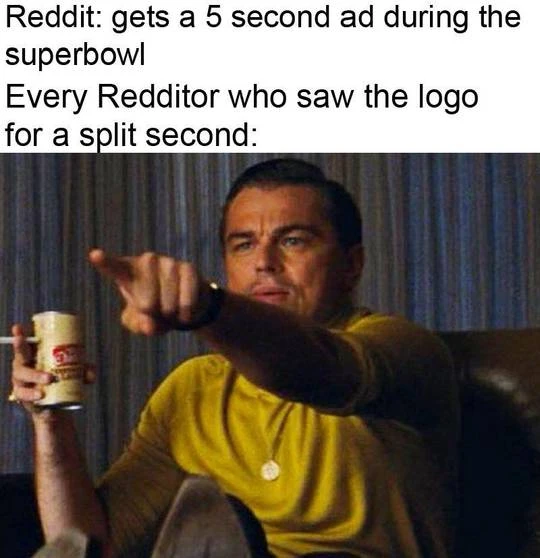 Reddit: gets a 5 second ad during the
superbowl
Every Redditor who saw the logo
for a split second: